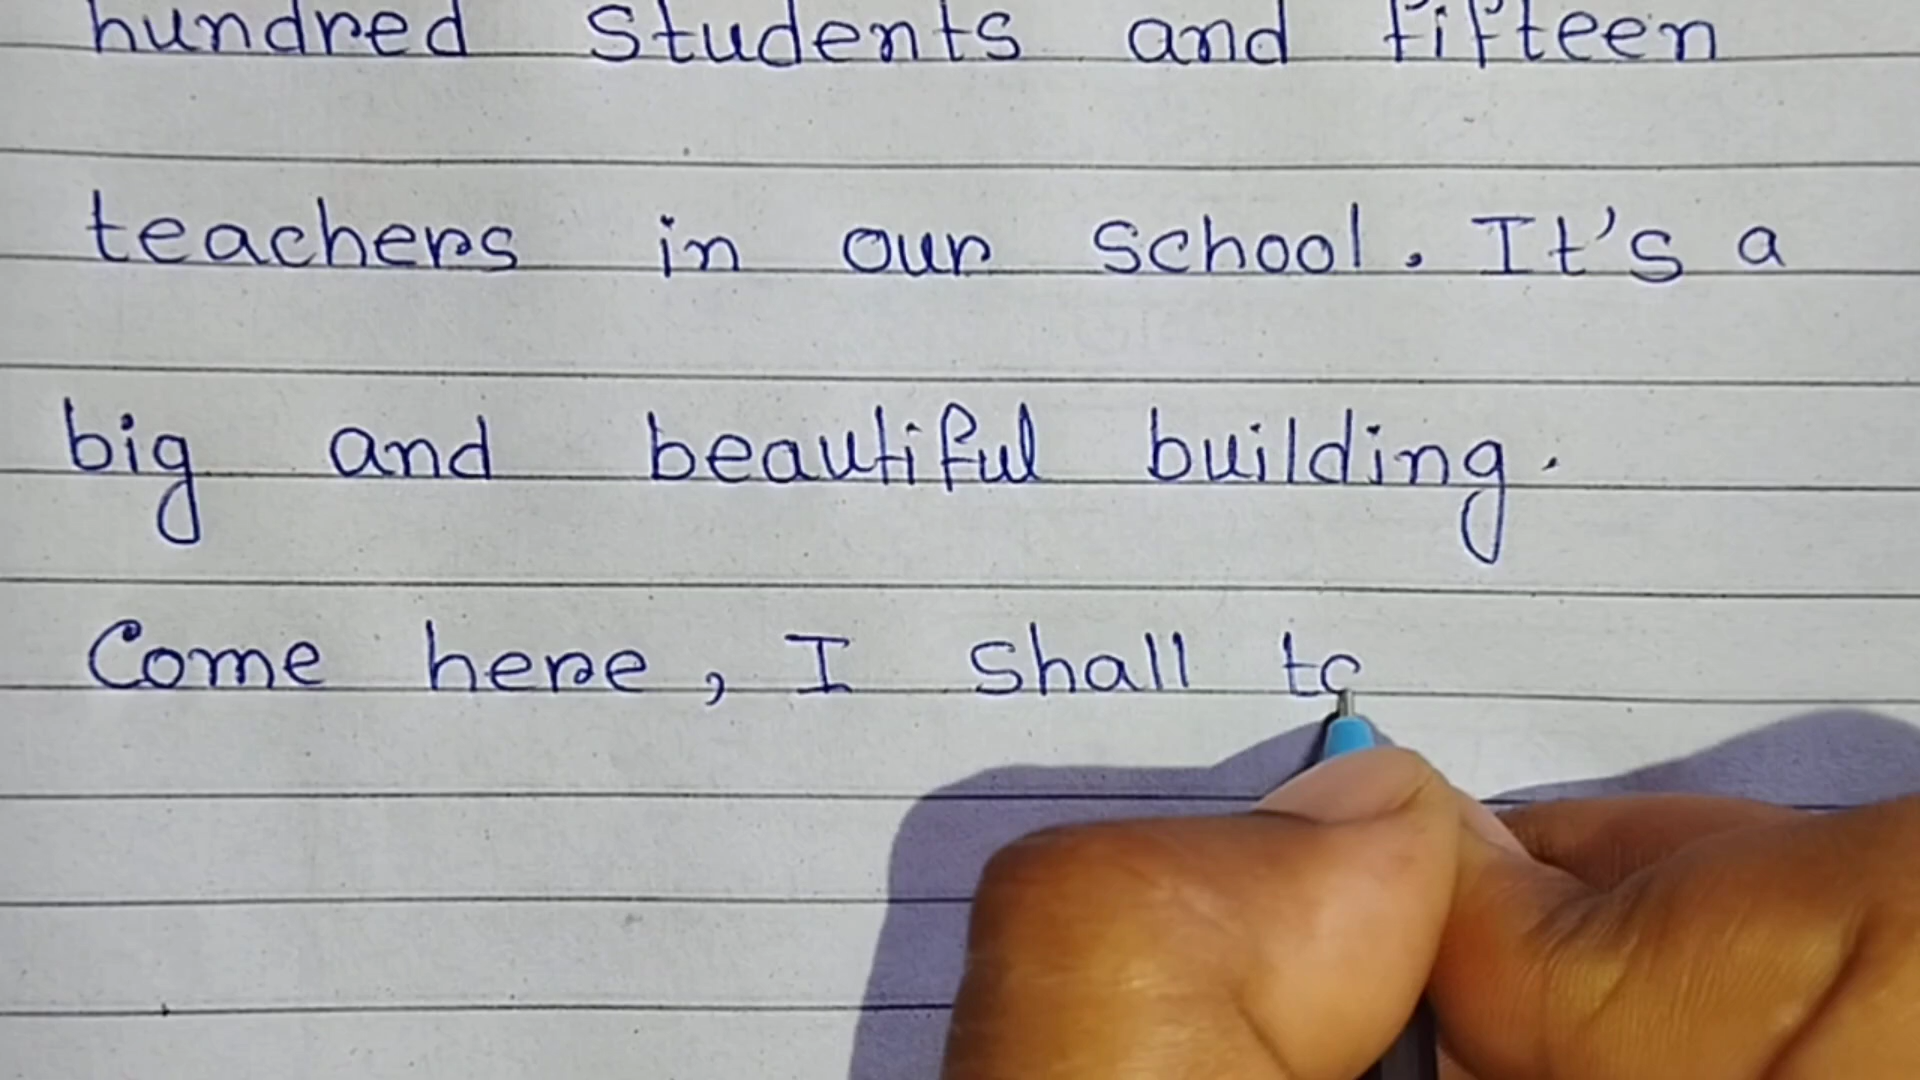 hundred students and fifteen
teachers in our school. It's a
big and beautiful building.
Come here, I shall